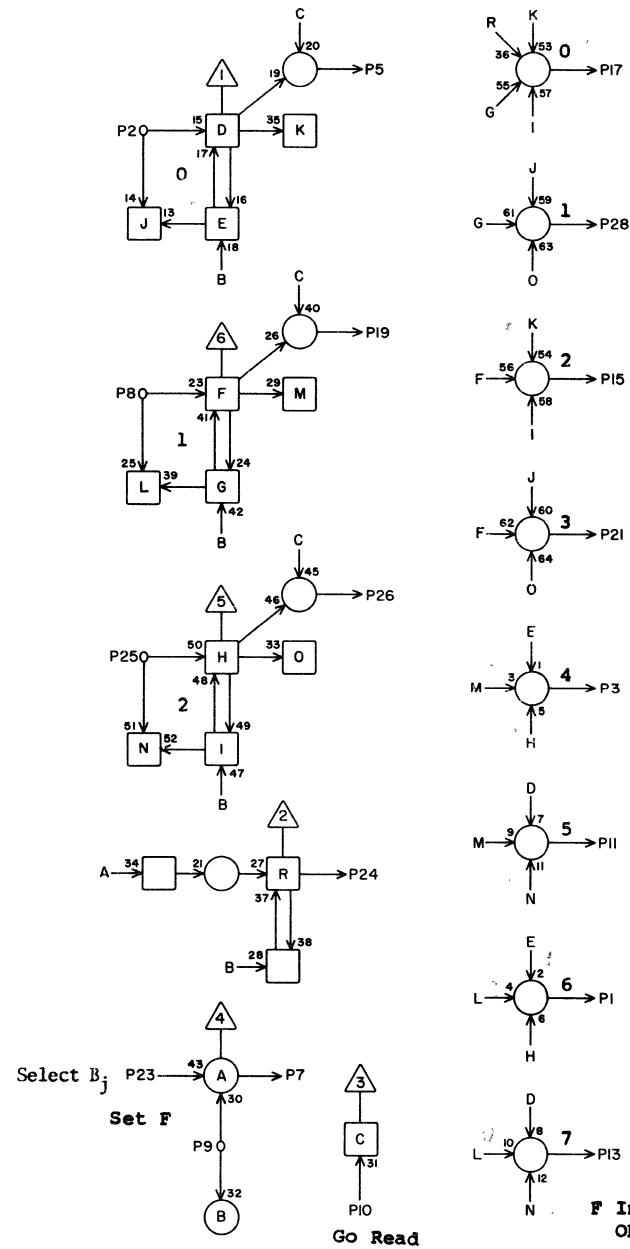 C
20
1
19
P5
15
D
35
K
P2
17
0
14
16
J
13
E
18
B
C
40
6
26
P19
23
F
29
M
P8
41
1
25
24
L
39
G
42
B
C
45
5
46
P26
50
H
33
O
P25
48
2
51
49
N
52
I
47
B
2
A
34
21
27
R
P24
37
38
B
28
4
Select Bj
P23
43
A
P7
30
Set F
P9
32
B
3
C
31
P10
Go Read
R
K
53
0
36
P17
55
57
G
I
J
59
1
G
61
P28
63
O
K
54
2
F
56
P15
58
I
J
60
3
F
62
P21
64
O
E
1
4
M
3
P3
5
H
D
7
5
M
9
P11
11
N
E
2
6
L
4
P1
6
H
D
8
7
L
10
P13
12
N